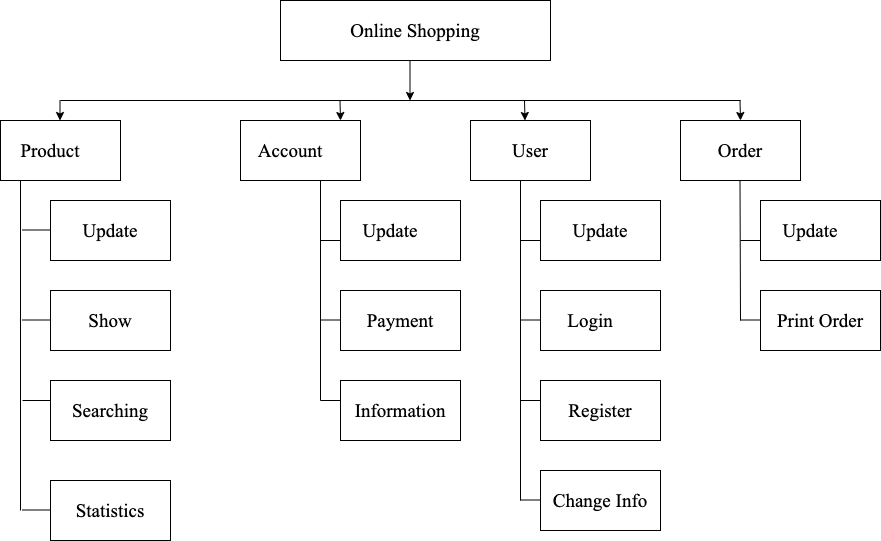 Online Shopping
Product
Account
User
Order
Update
Update
Update
Update
Show
Payment
Login
Print Order
Searching
Information
Register
Statistics
Change Info